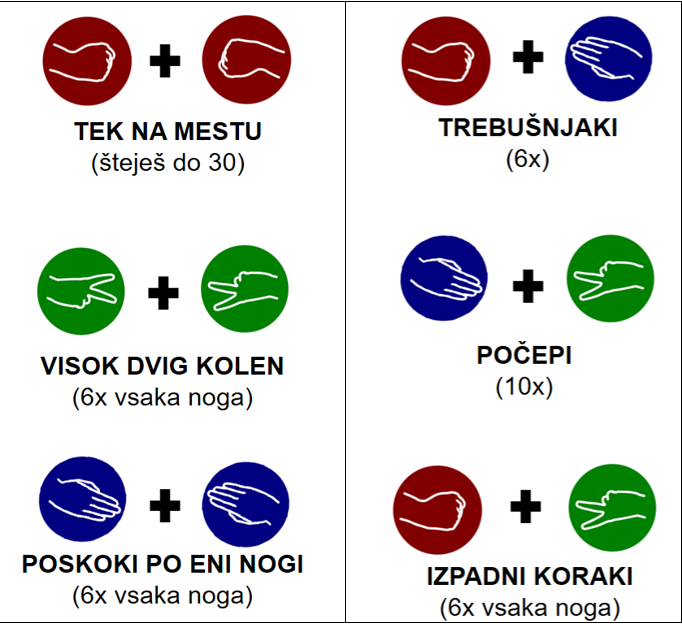 TEK NA MESTU
(šteješ do 30)
VISOK DVIG KOLEN
(6x vsaka noga)
POSKOKI PO ENI NOGI
(6x vsaka noga)
TREBUŠNJAKI
(6x)
POČEPI
(10x)
IZPADNI KORAKI
(6x vsaka noga)